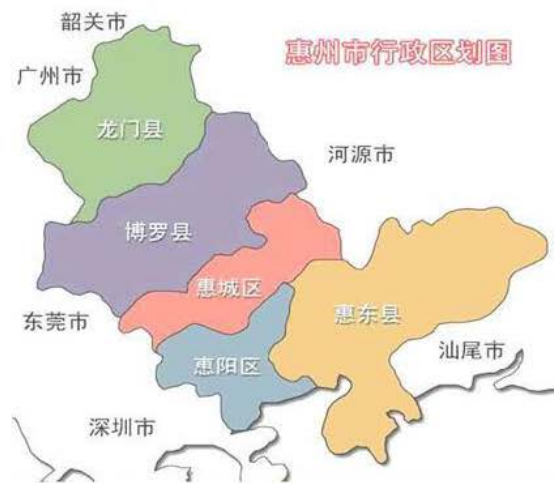 韶关市
惠州市行政区划图
广州市
龙门县
河源市
博罗县
惠城区
东莞市
惠东县
汕尾市
惠阳区
深圳市